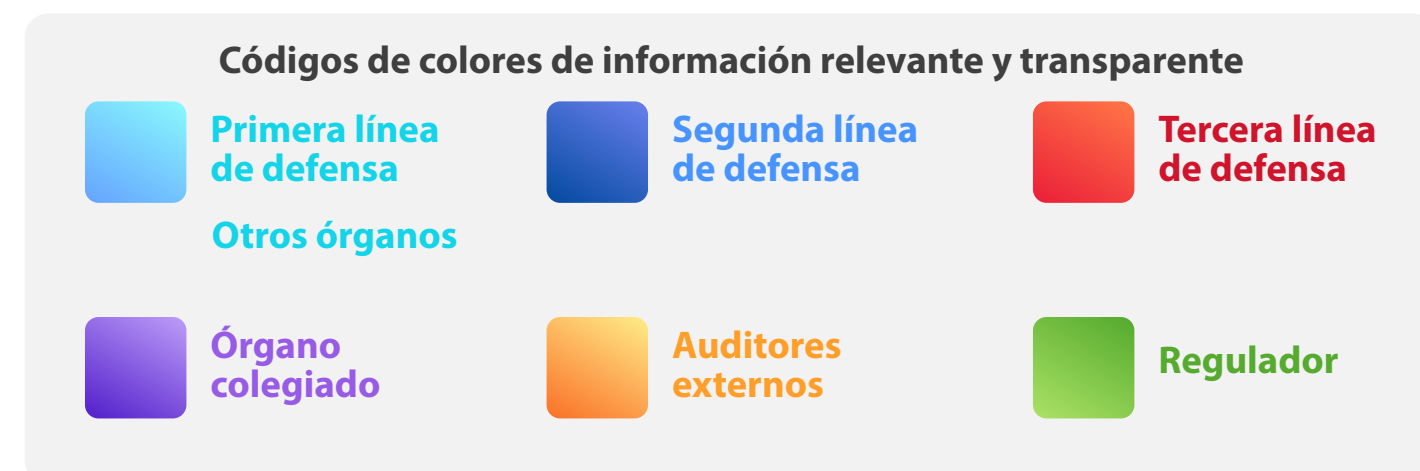 Códigos de colores de información relevante y transparente
Primera línea
de defensa
Otros órganos
Segunda línea
de defensa
Tercera línea
de defensa
Órgano
colegiado
Auditores
externos
Regulador